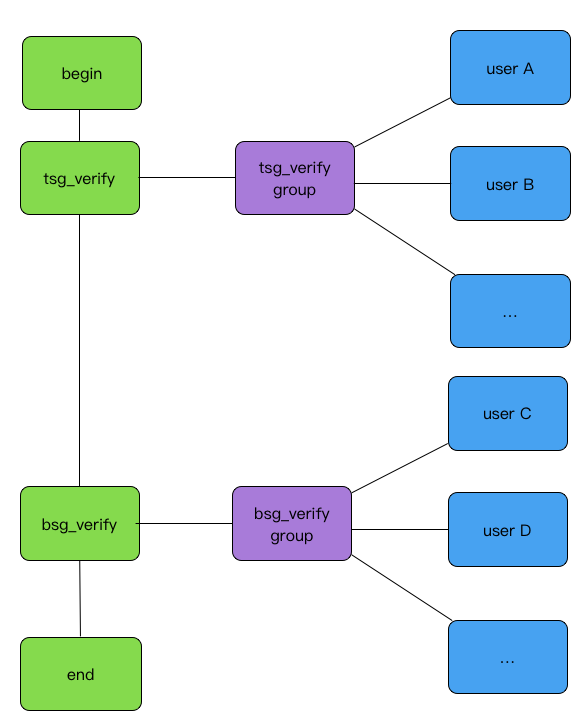 begin
user A
tsg_verify
tsg_verify
group
user B
...
user C
bsg_verify
bsg_verify
group
user D
...
end